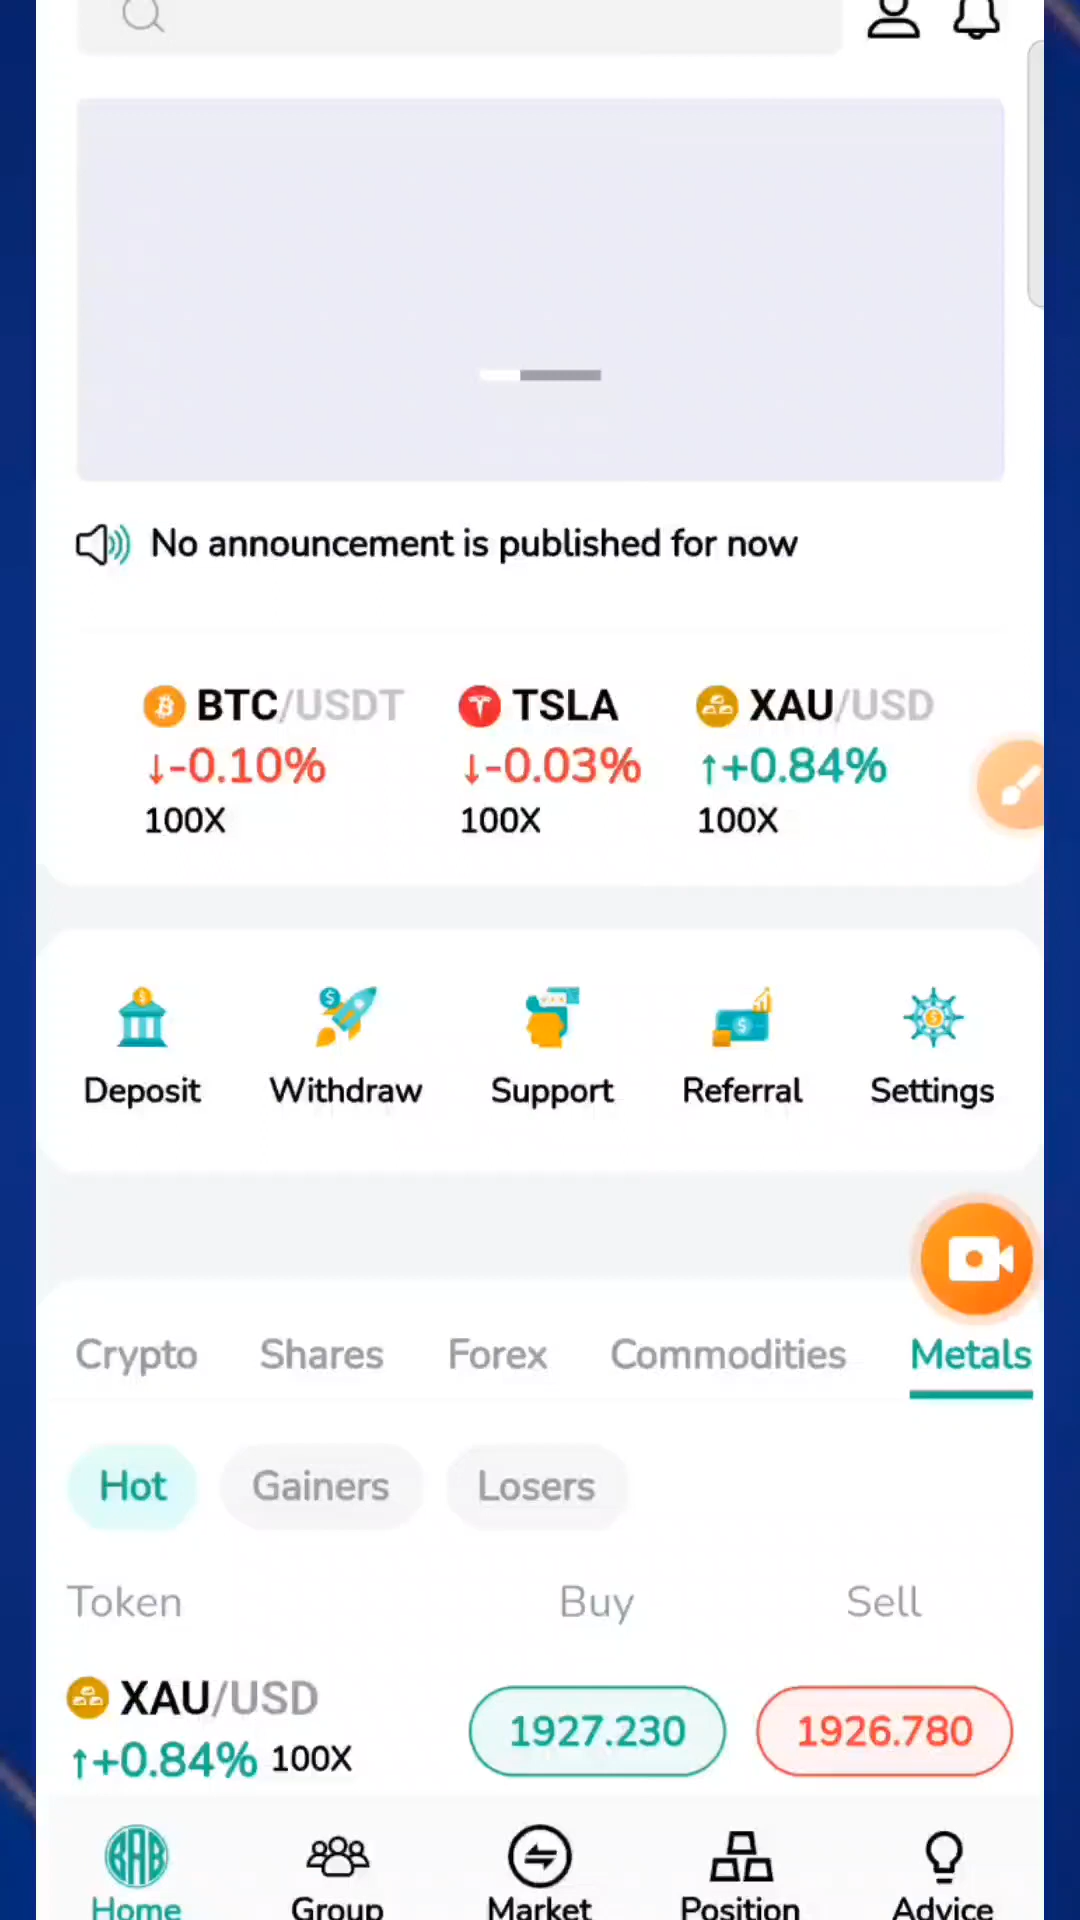 No announcement is published for now
BTC/USDT TSLA XAU/USD
↓-0.10% ↓-0.03% ↑+0.84%
100X 100X 100X
Deposit Withdraw Support Referral Settings
Crypto Shares Forex Commodities Metals
Hot Gainers Losers
Token Buy Sell
XAU/USD 1927.230 1926.780
↑+0.84% 100X
BAB
Home Group Market Position Advice